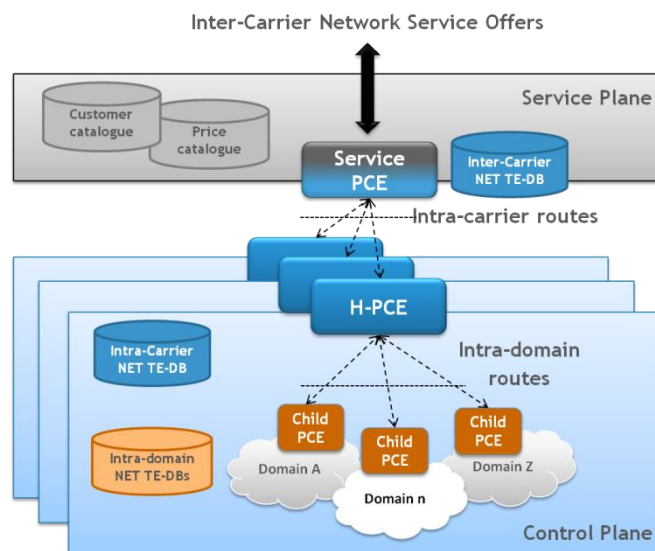 Inter-Carrier Network Service Offers
Service Plane
Customer
catalogue
Price
catalogue
Service
PCE
Inter-Carrier
NET TE-DB
Intra-carrier routes
H-PCE
Intra-Carrier
NET TE-DB
Intra-domain
routes
Child
PCE
Child
PCE
Child
PCE
Intra-domain
NET TE-DBs
Domain A
Domain n
Domain Z
Control Plane